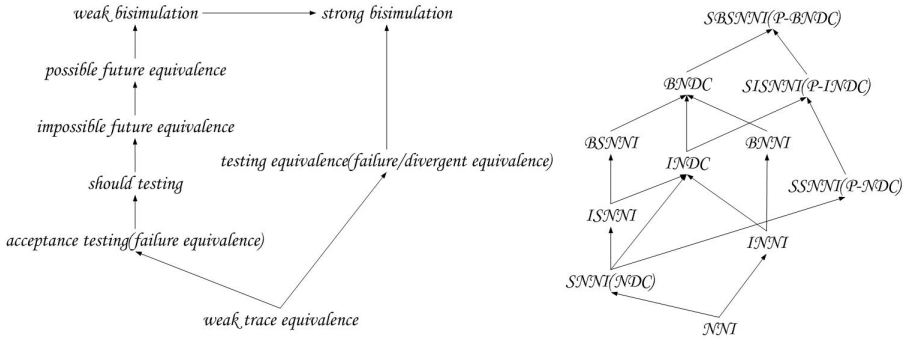 weak bisimulation
strong bisimulation
possible future equivalence
impossible future equivalence
testing equivalence(failure/divergent equivalence)
should testing
acceptance testing(failure equivalence)
weak trace equivalence
SBSNNI(P-BNDC)
BNDC
SISNNI(P-INDC)
BSNNI
INDC
BNNI
SSNNI(P-NDC)
ISNNI
INNI
SNNI(NDC)
NNI